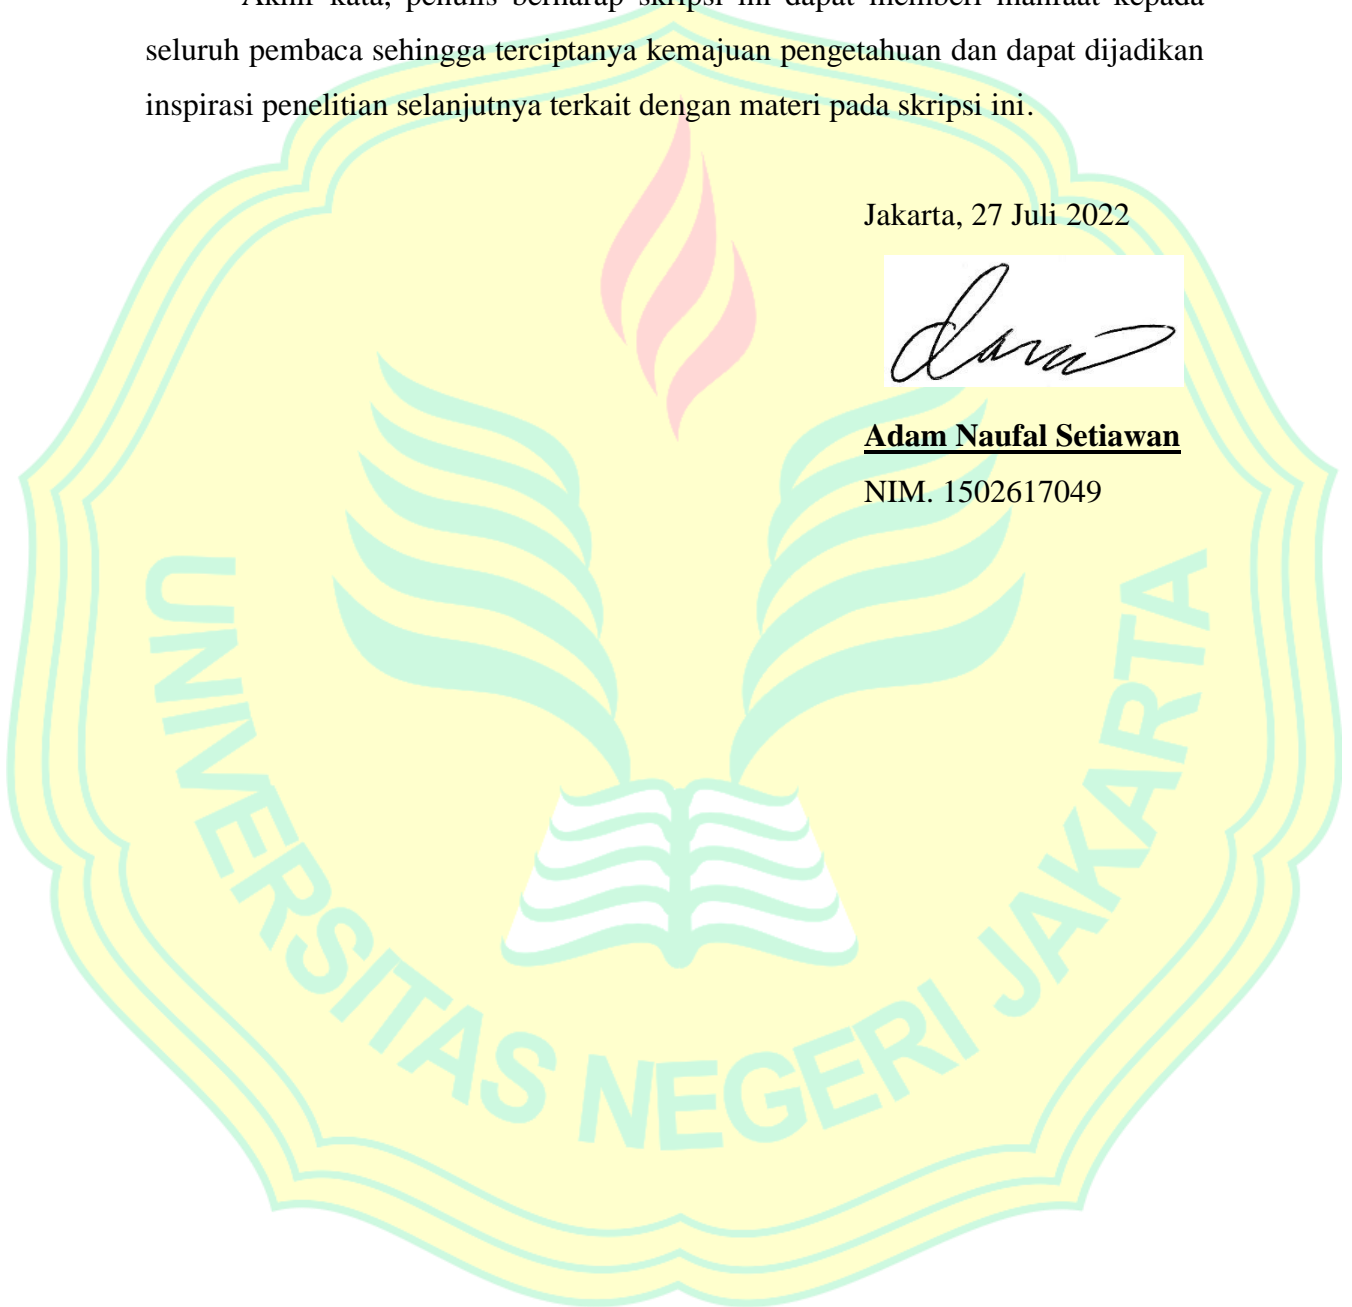 Akhir kata, penulis berharap skripsi ini dapat memberi manfaat kepada
seluruh pembaca sehingga terciptanya kemajuan pengetahuan dan dapat dijadikan
inspirasi penelitian selanjutnya terkait dengan materi pada skripsi ini.
Jakarta, 27 Juli 2022
Adam Naufal Setiawan
NIM. 1502617049
UNIVERSITAS NEGERI JAKARTA